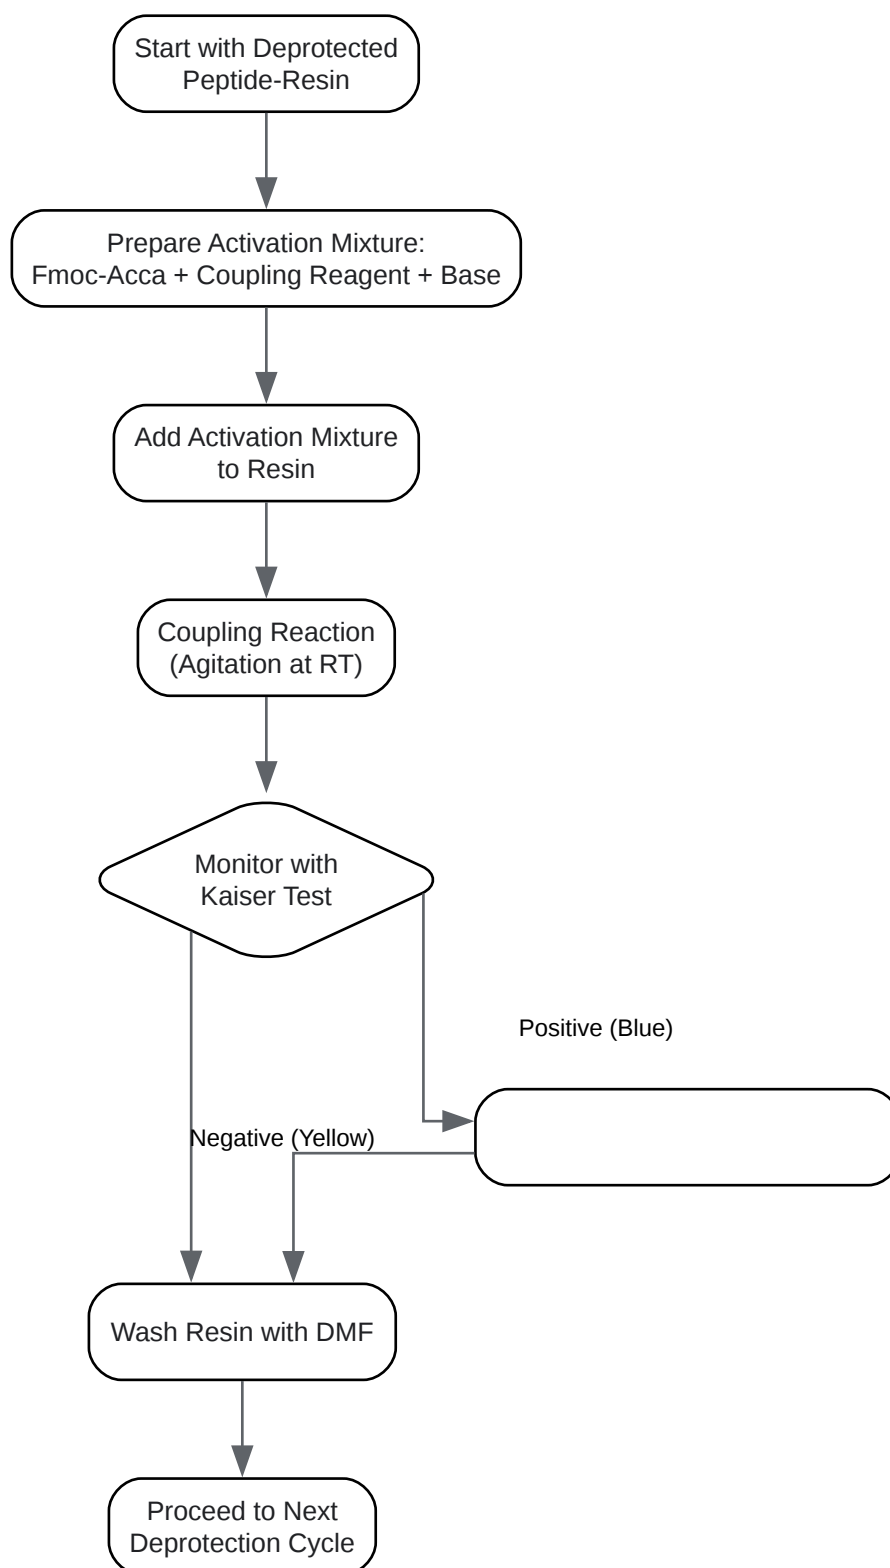 Start with Deprotected
Peptide-Resin
Prepare Activation Mixture:
Fmoc-Acca + Coupling Reagent + Base
Add Activation Mixture
to Resin
Coupling Reaction
(Agitation at RT)
Monitor with
Kaiser Test
Positive (Blue)
Negative (Yellow)
Wash Resin with DMF
Proceed to Next
Deprotection Cycle